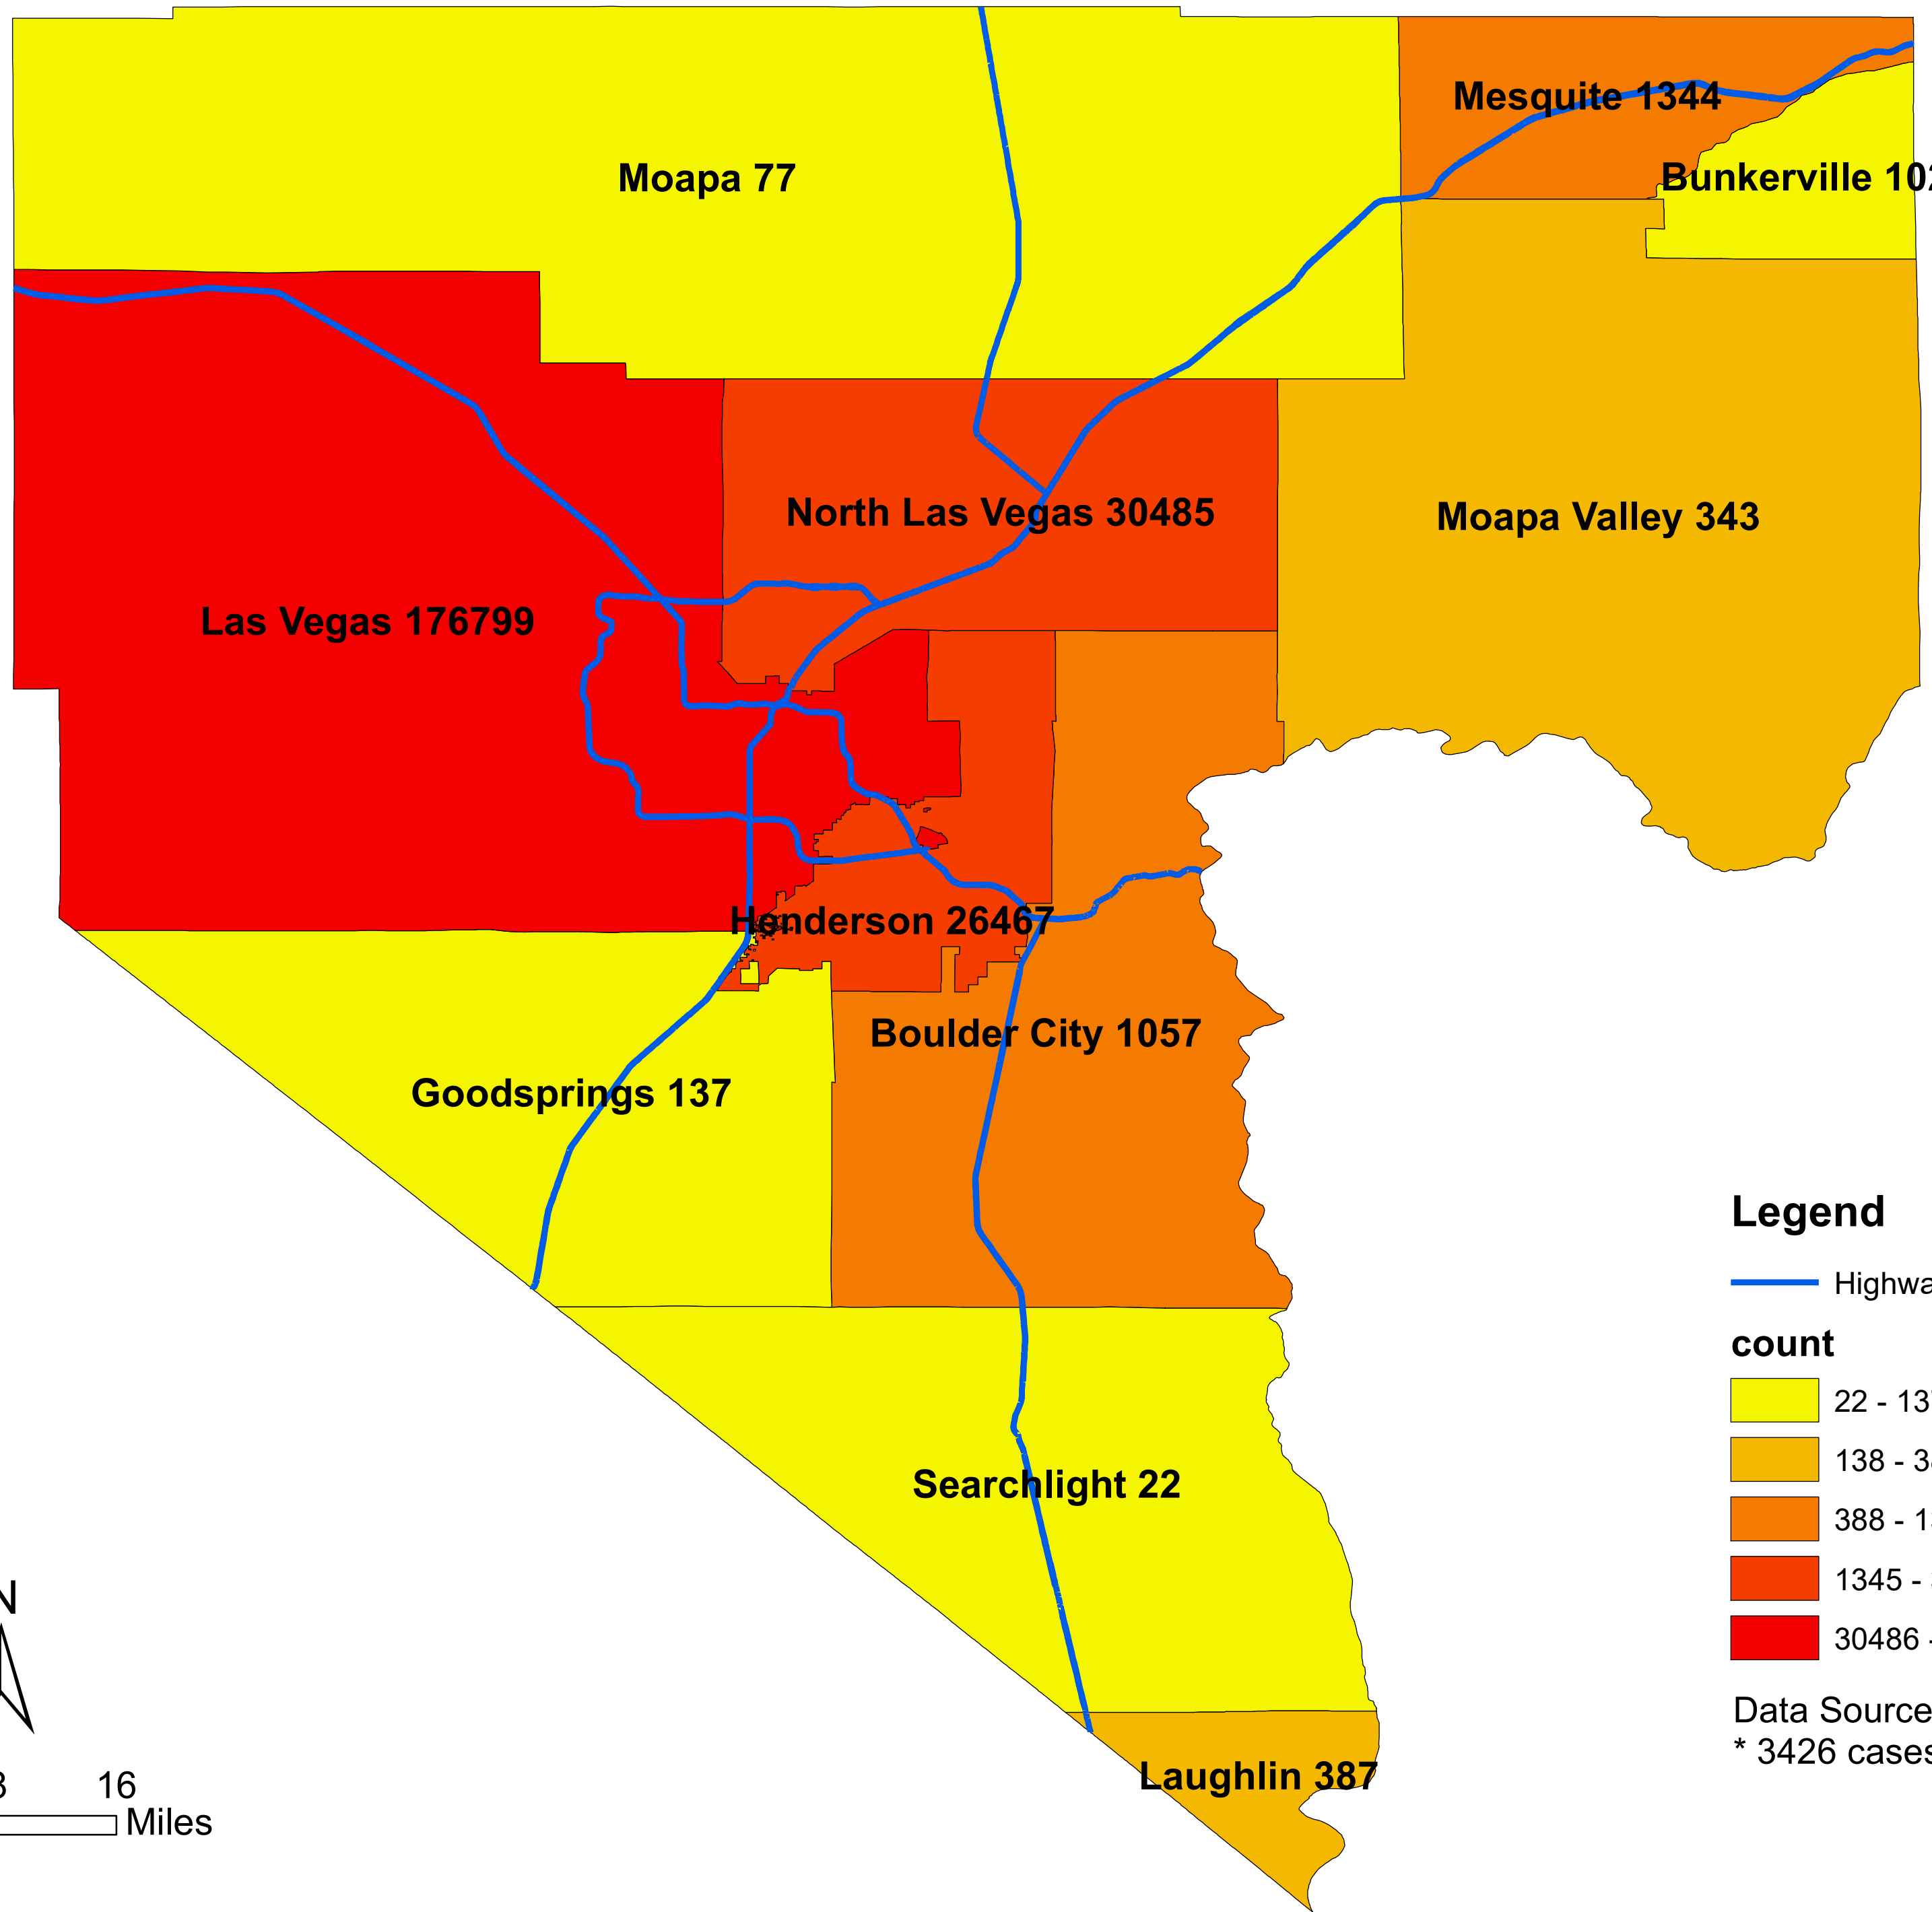 Mesquite 1344
Moapa 77
Bunkerville 102
North Las Vegas 30485
Moapa Valley 343
Las Vegas 176799
Henderson 26467
Boulder City 1057
Goodsprings 137
Searchlight 22
Laughlin 387
Legend
Highwa
count
22 - 13
138 - 3
388 - 1
1345 -
30486 -
Data Source
* 3426 cases
N
16
Miles